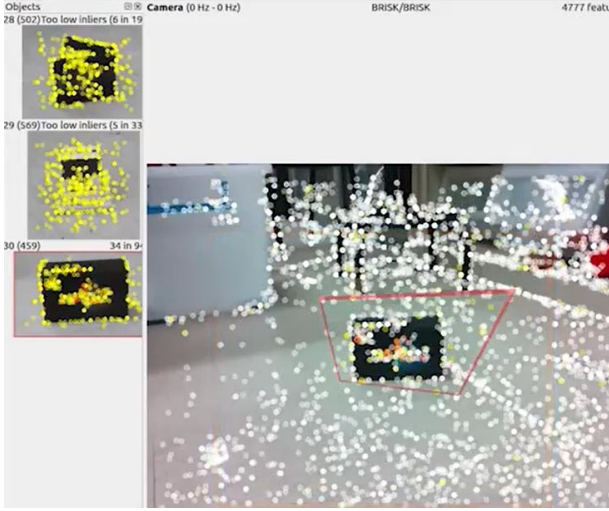 Objects
Camera (0 Hz - 0 Hz) BRISK/BRISK 4777 featu
28 (502)Too low inliers (6 in 19
29 (569)Too low inliers (5 in 33
30 (459) 34 in 9